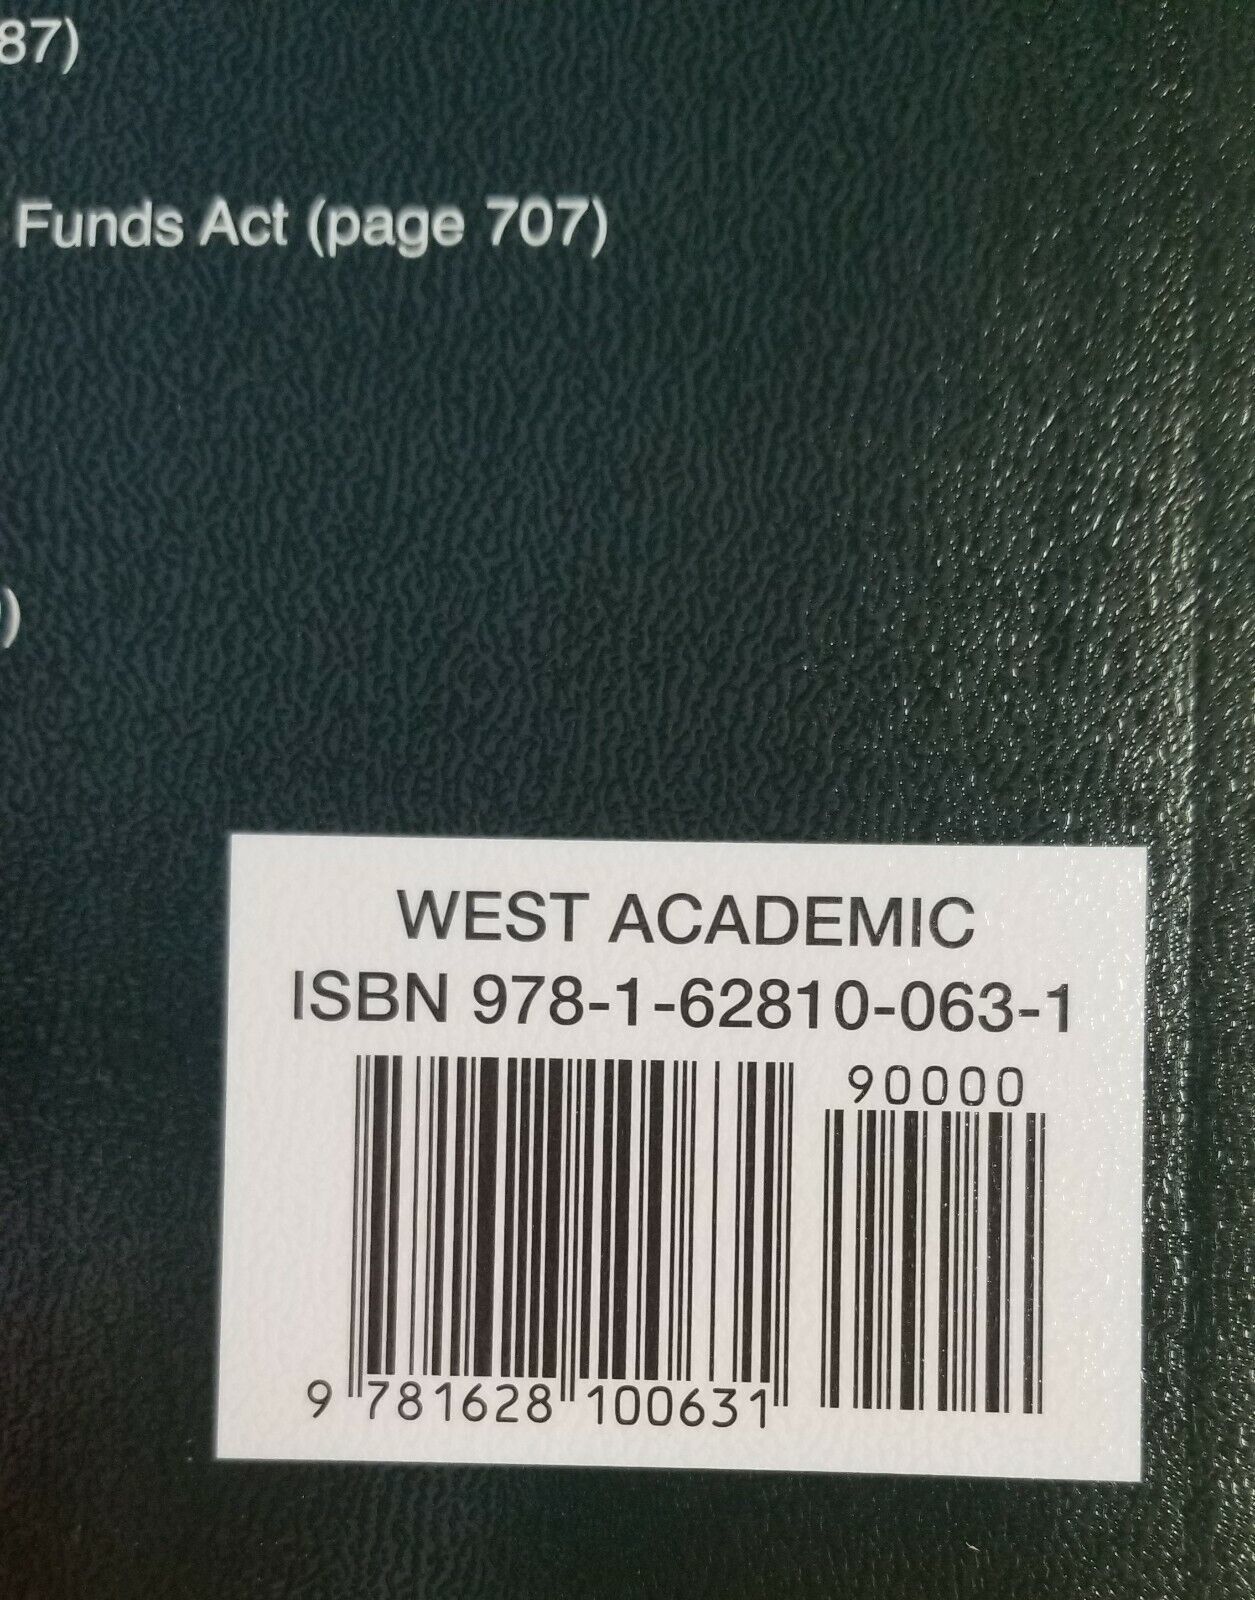 87)
Funds Act (page 707)
)
WEST ACADEMIC
ISBN 978-1-62810-063-1
90000
9 781628 100631